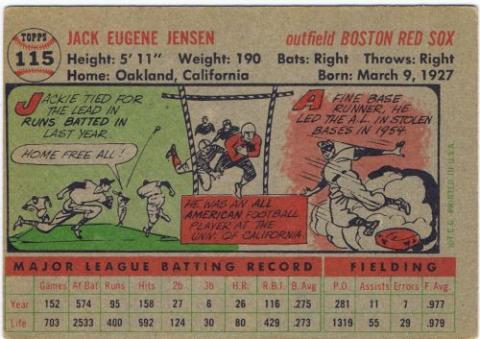 TOPPS
115
JACK EUGENE JENSEN outfield BOSTON RED SOX
Height: 5' 11" Weight: 190 Bats: Right Throws: Right
Home: Oakland, California Born: March 9, 1927
JACKIE TIED FOR
THE LEAD IN
RUNS BATTED IN
LAST YEAR.
HOME FREE ALL!
HE WAS AN ALL
AMERICAN FOOTBALL
PLAYER AT THE
UNIV. OF CALIFORNIA.
A FINE BASE
RUNNER, HE
LED THE A.L. IN STOLEN
BASES IN 1954.
T.C.G. PRINTED IN U.S.A.
MAJOR LEAGUE BATTING RECORD FIELDING
Games At Bat Runs Hits 2b 3b H.R. R.B.I. B. Avg. P.O. Assists Errors F. Avg.
Year 152 574 95 158 27 6 26 116 .275 281 11 7 .977
Life 703 2533 400 697 124 30 80 426 .275 1319 55 29 .979